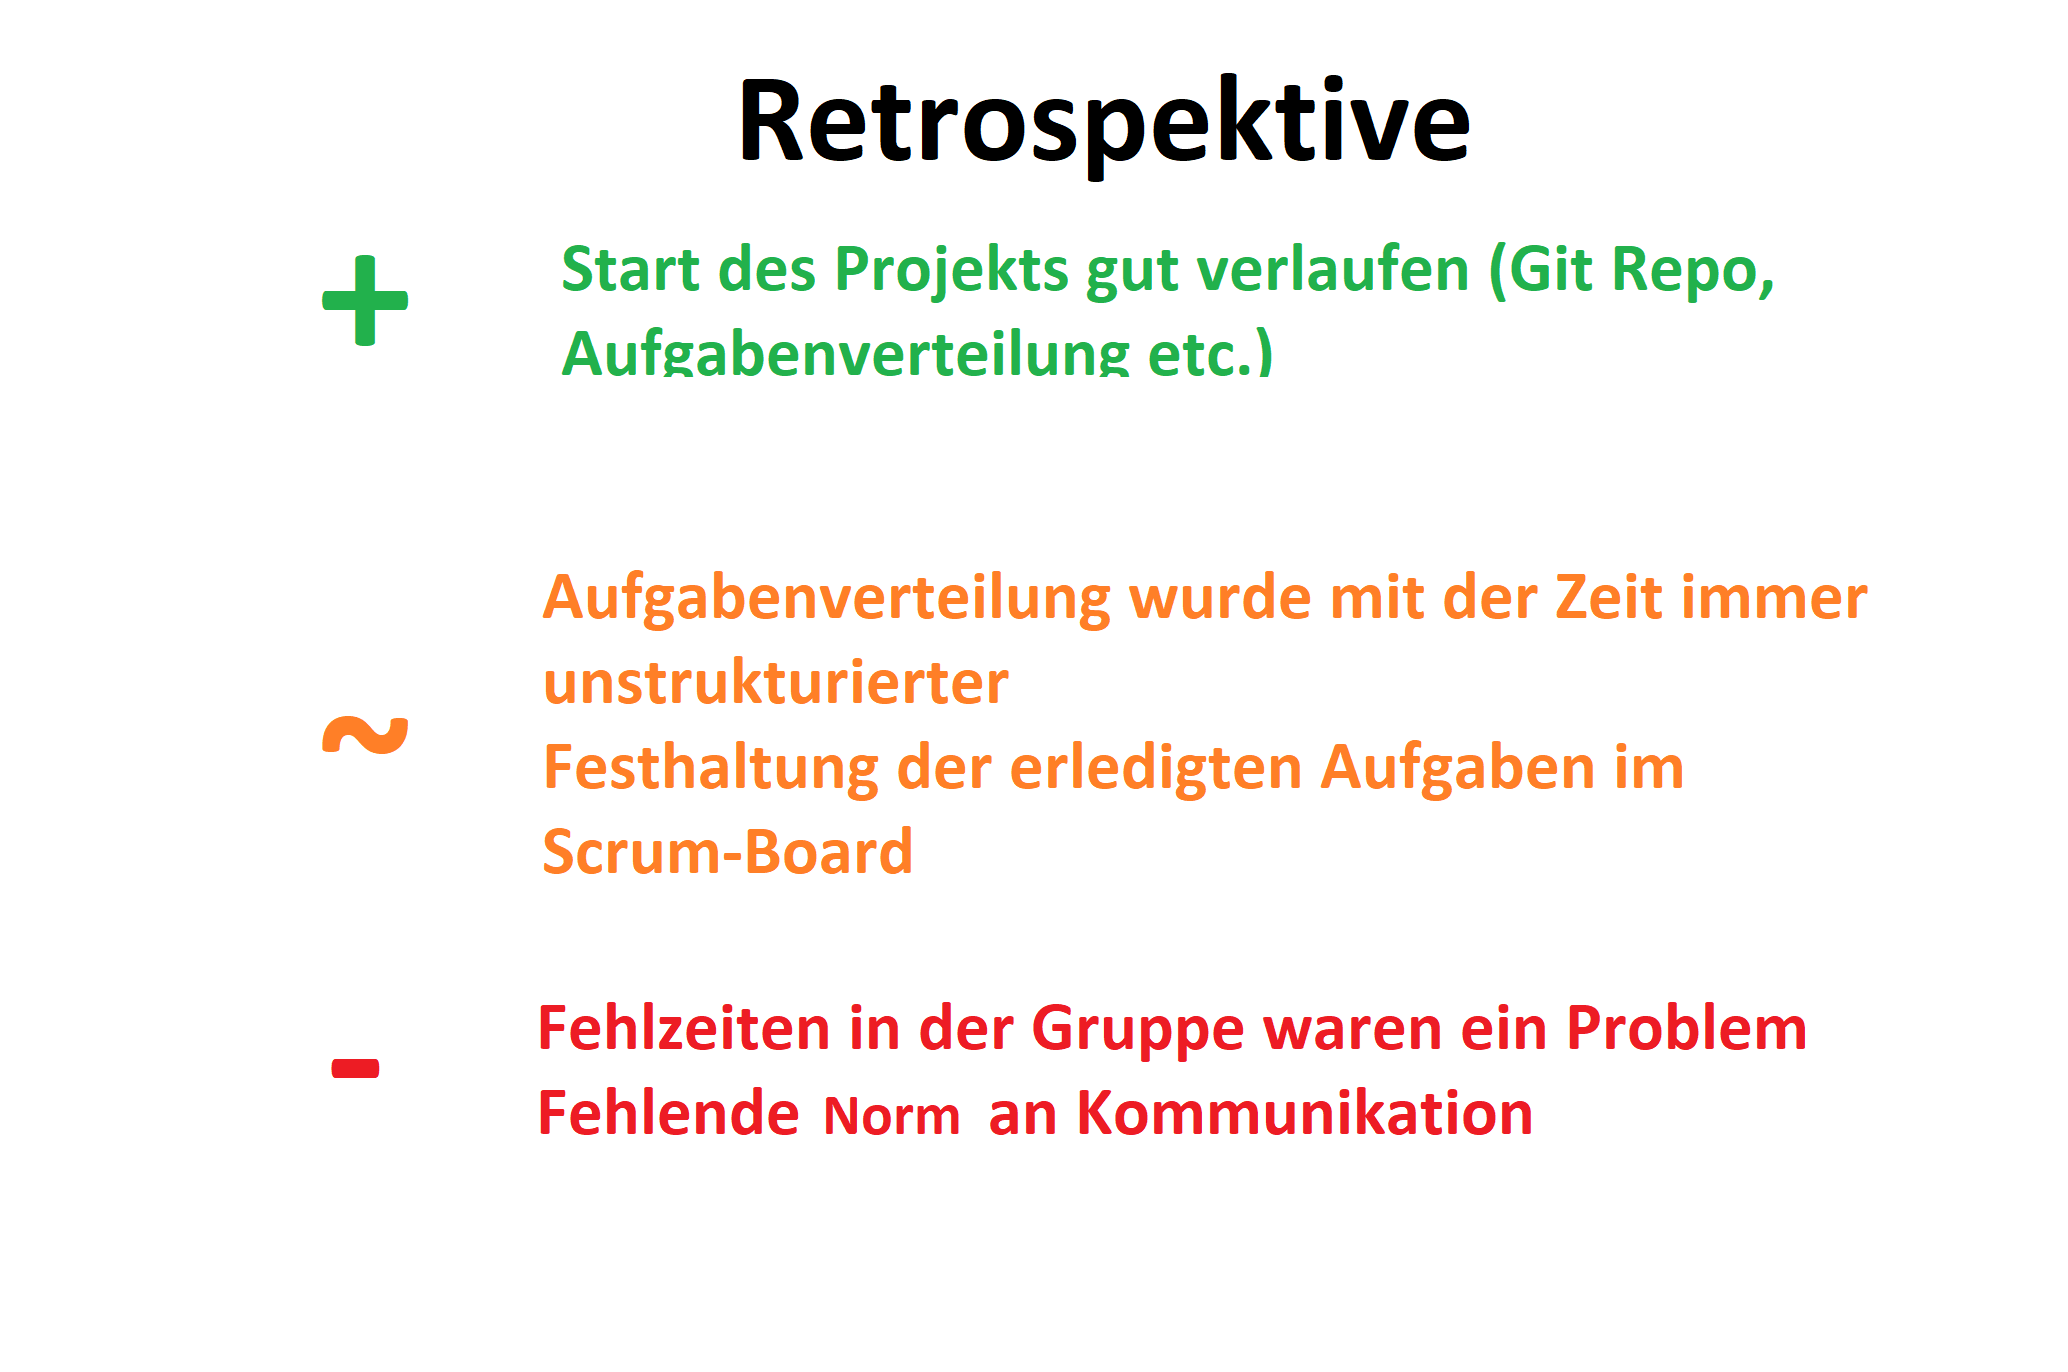 Retrospektive
+
Start des Projekts gut verlaufen (Git Repo,
Aufgabenverteilung etc.)
~
Aufgabenverteilung wurde mit der Zeit immer
unstrukturierter
Festhaltung der erledigten Aufgaben im
Scrum-Board
-
Fehlzeiten in der Gruppe waren ein Problem
Fehlende Norm an Kommunikation